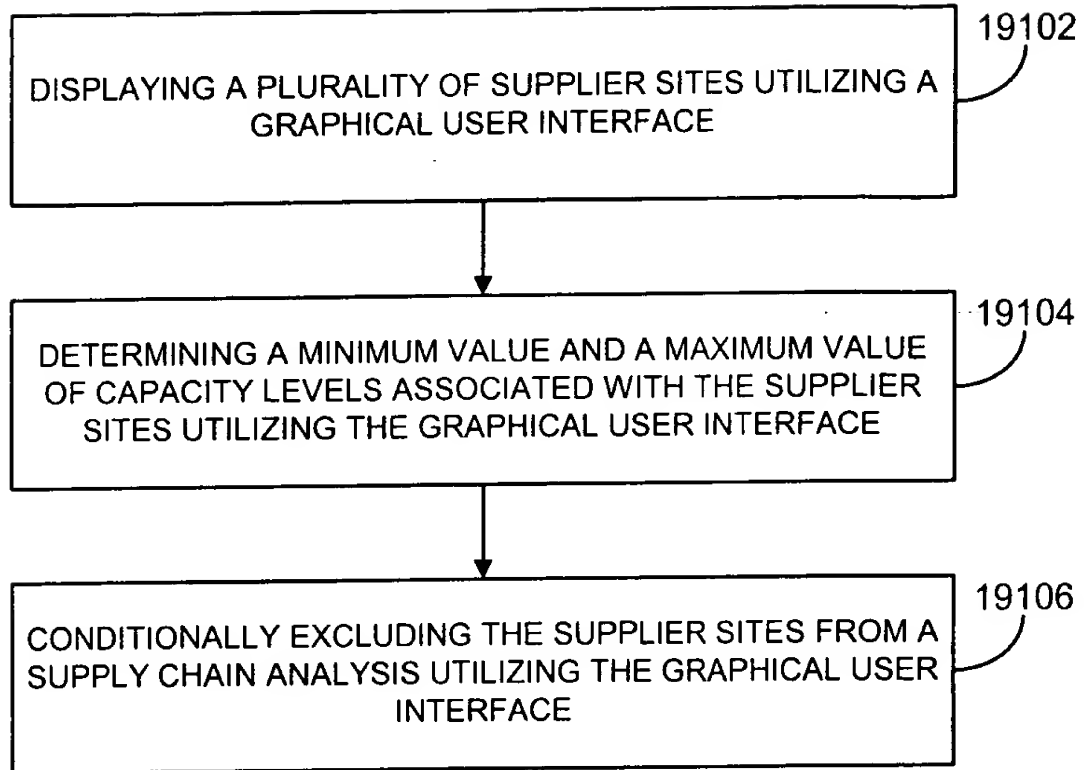 19102
DISPLAYING A PLURALITY OF SUPPLIER SITES UTILIZING A
GRAPHICAL USER INTERFACE
19104
DETERMINING A MINIMUM VALUE AND A MAXIMUM VALUE
OF CAPACITY LEVELS ASSOCIATED WITH THE SUPPLIER
SITES UTILIZING THE GRAPHICAL USER INTERFACE
19106
CONDITIONALLY EXCLUDING THE SUPPLIER SITES FROM A
SUPPLY CHAIN ANALYSIS UTILIZING THE GRAPHICAL USER
INTERFACE